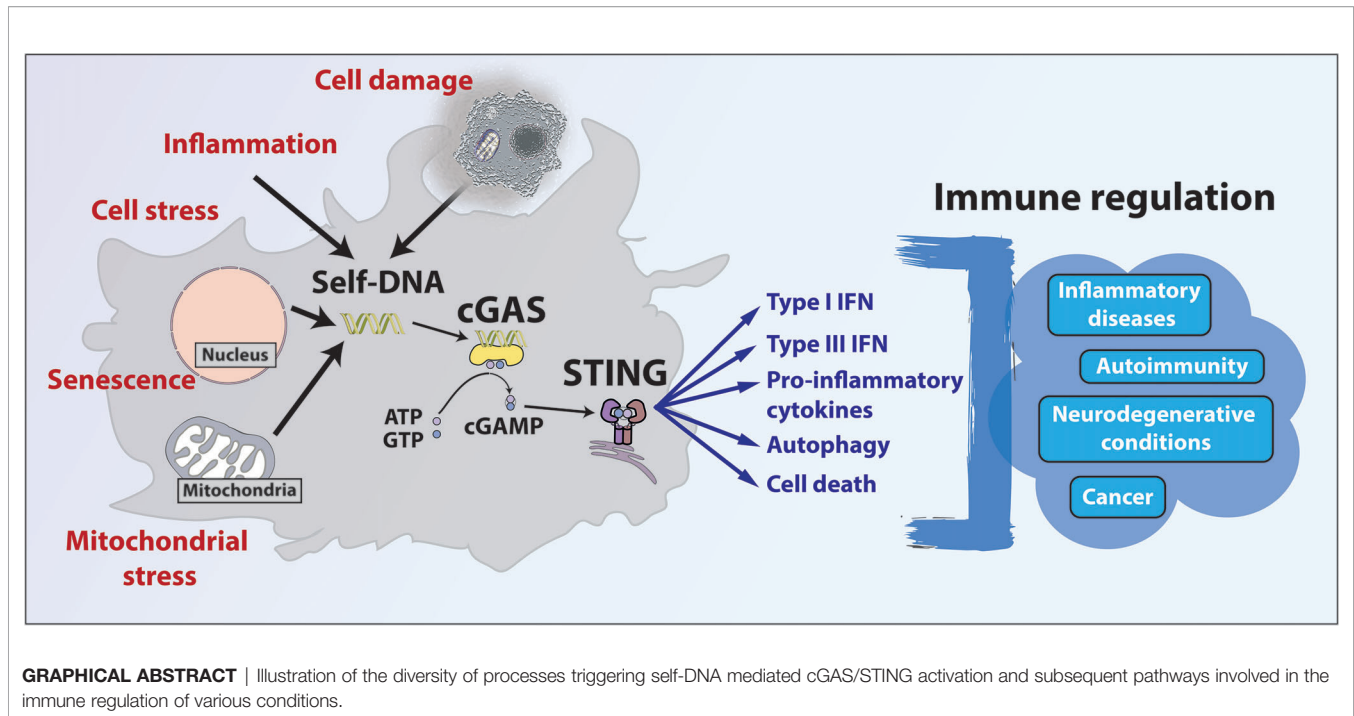 Cell damage
Inflammation
Cell stress
Self-DNA
cGAS
Nucleus
Senescence
STING
ATP
GTP
cGAMP
Mitochondria
Mitochondrial
stress
Type I IFN
Type III IFN
Pro-inflammatory
cytokines
Autophagy
Cell death
Immune regulation
Inflammatory
diseases
Autoimmunity
Neurodegenerative
conditions
Cancer
GRAPHICAL ABSTRACT | Illustration of the diversity of processes triggering self-DNA mediated cGAS/STING activation and subsequent pathways involved in the
immune regulation of various conditions.